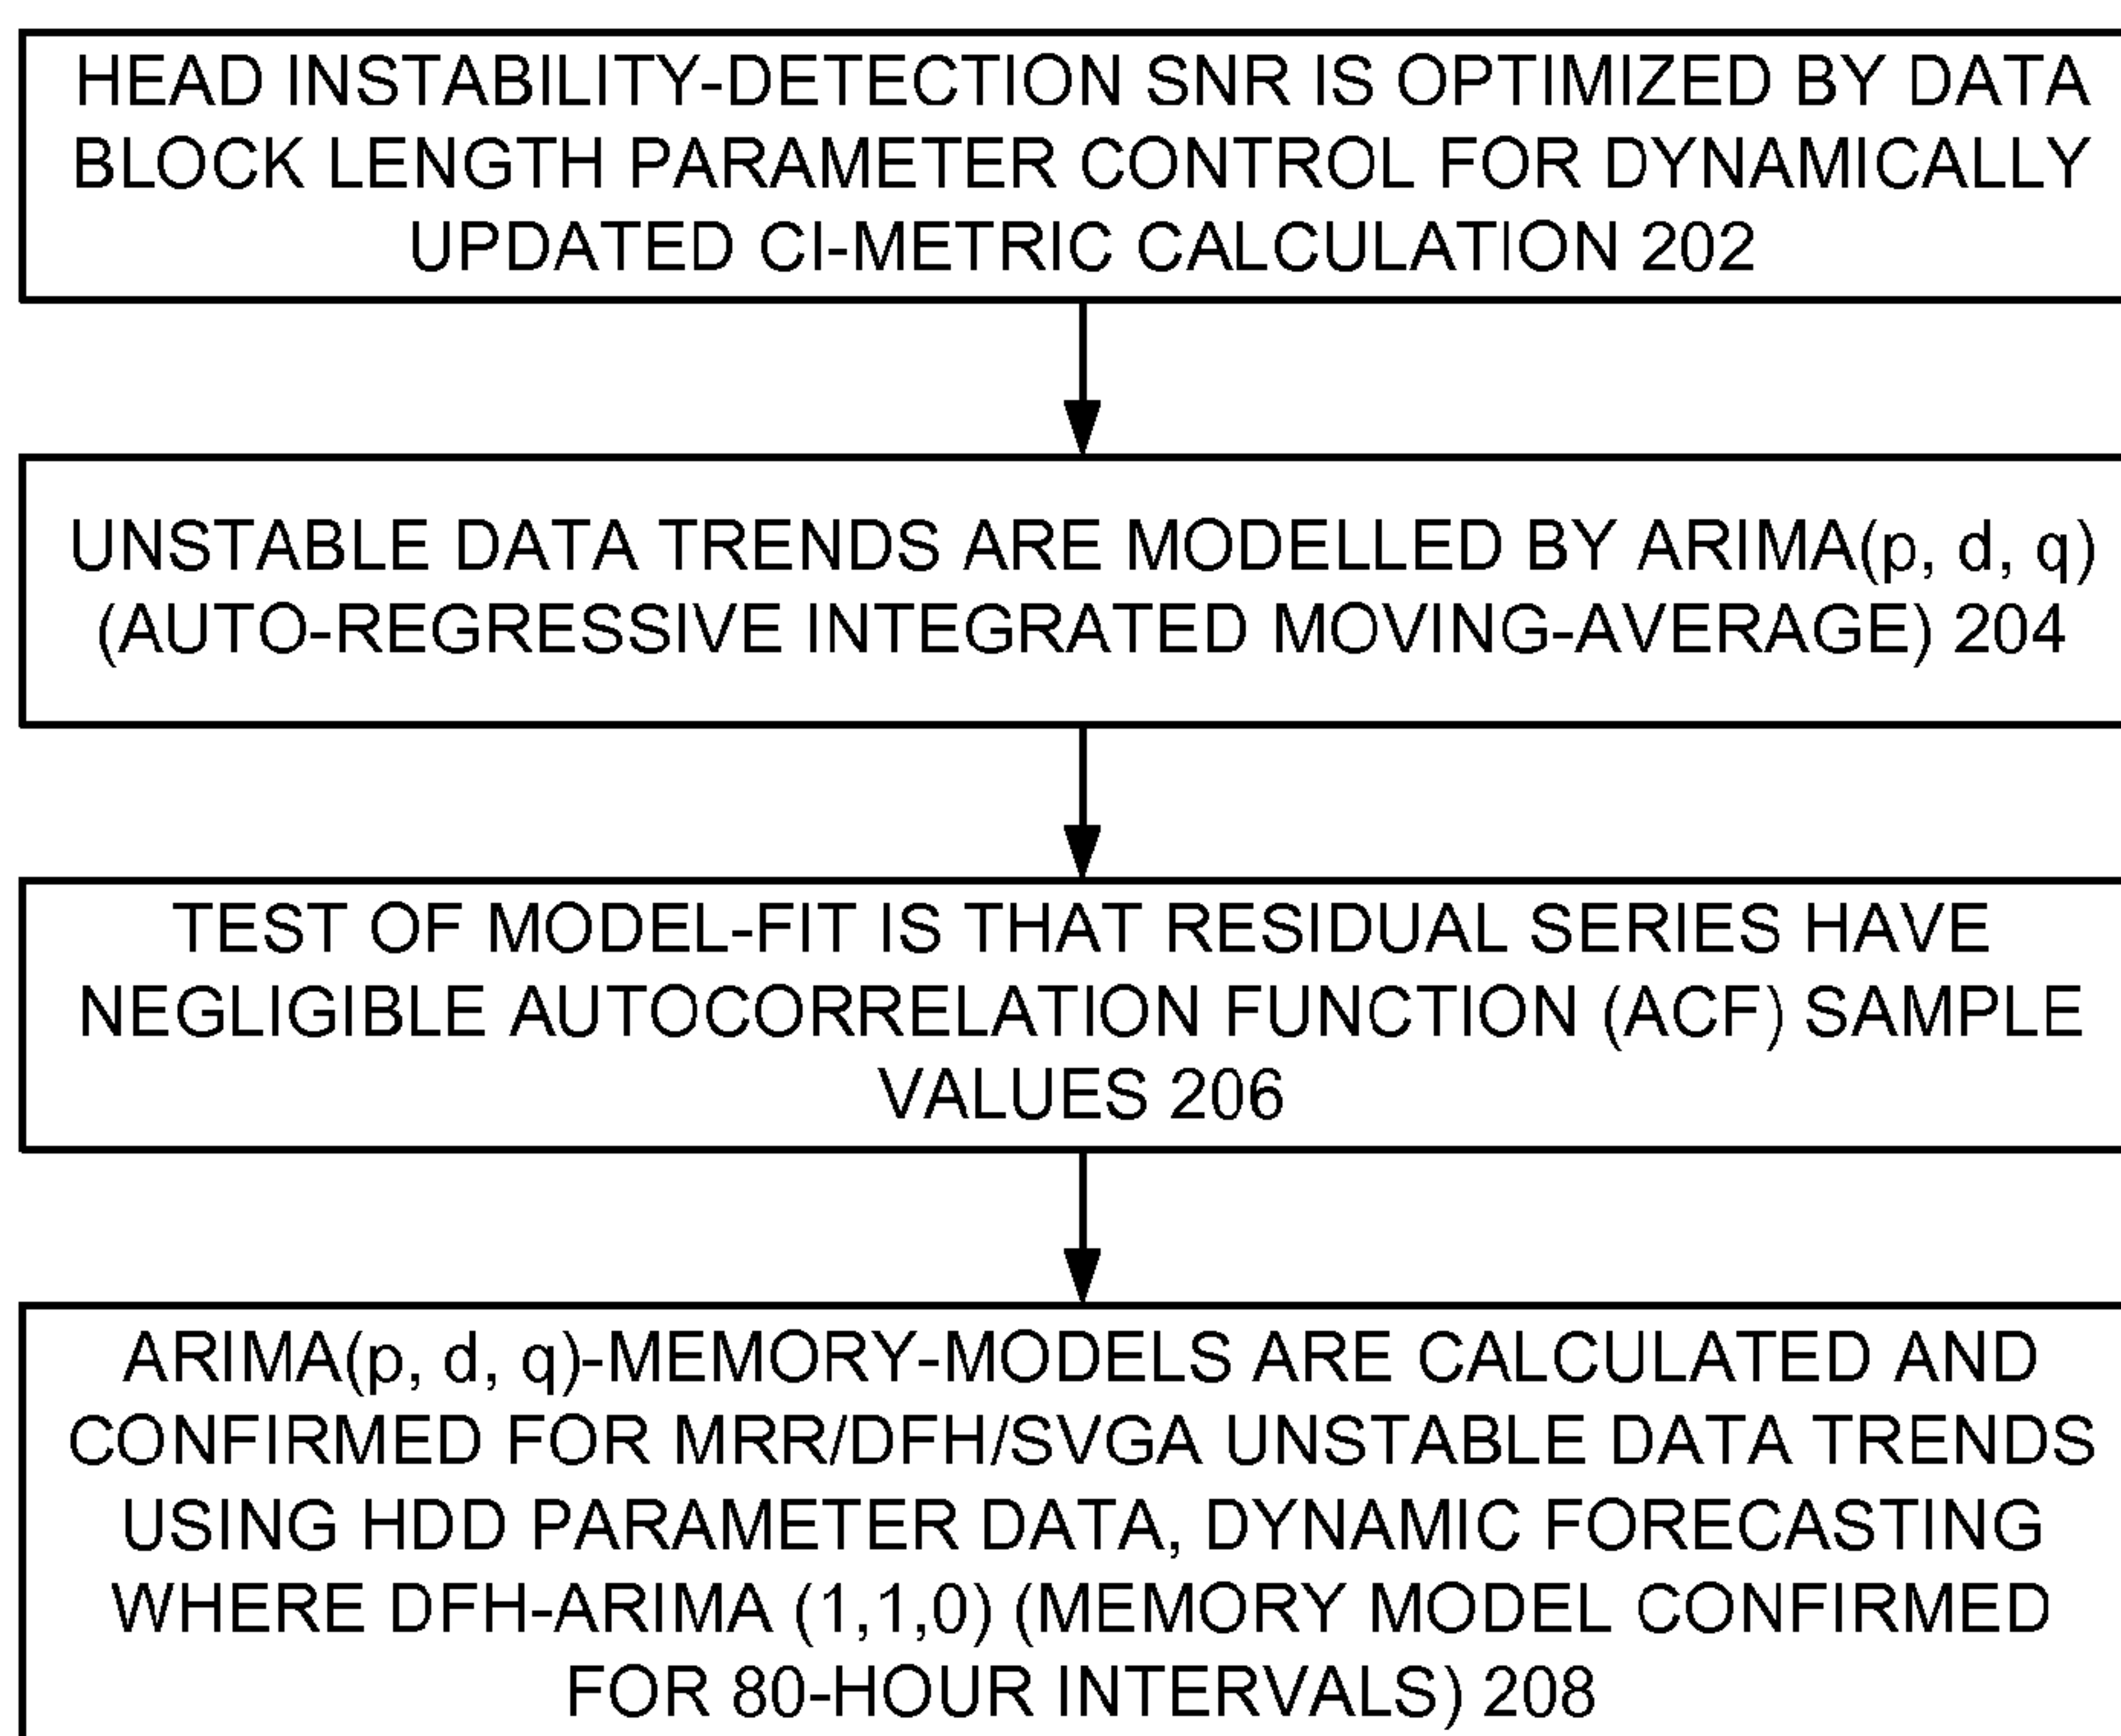 HEAD INSTABILITY-DETECTION SNR IS OPTIMIZED BY DATA
BLOCK LENGTH PARAMETER CONTROL FOR DYNAMICALLY
UPDATED CI-METRIC CALCULATION 202
UNSTABLE DATA TRENDS ARE MODELLED BY ARIMA(p, d, q)
(AUTO-REGRESSIVE INTEGRATED MOVING-AVERAGE) 204
TEST OF MODEL-FIT IS THAT RESIDUAL SERIES HAVE
NEGLIGIBLE AUTOCORRELATION FUNCTION (ACF) SAMPLE
VALUES 206
ARIMA(p, d, q)-MEMORY-MODELS ARE CALCULATED AND
CONFIRMED FOR MRR/DFH/SVGA UNSTABLE DATA TRENDS
USING HDD PARAMETER DATA, DYNAMIC FORECASTING
WHERE DFH-ARIMA (1,1,0) (MEMORY MODEL CONFIRMED
FOR 80-HOUR INTERVALS) 208